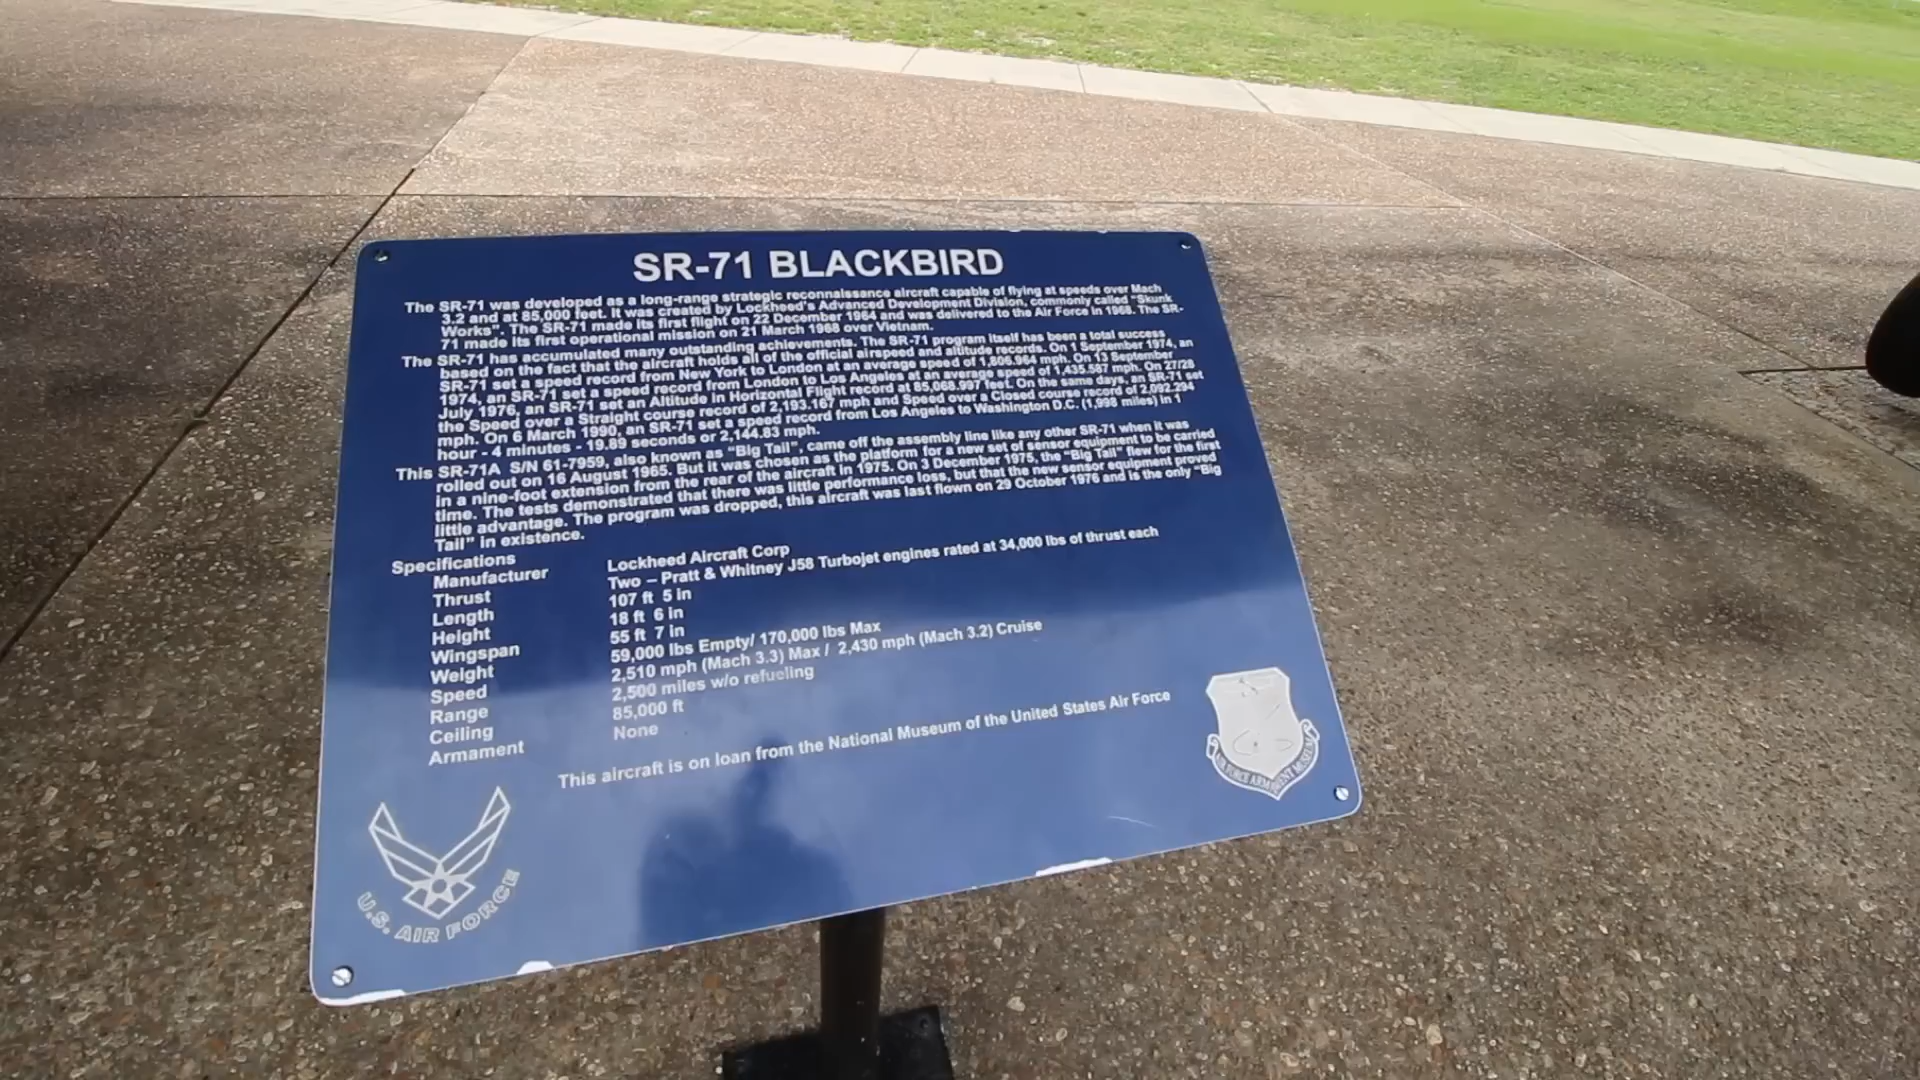 SR-71 BLACKBIRD
The SR-71 was developed as a long-range strategic reconnaissance aircraft capable of flying at speeds over Mach
3.2 and at 85,000 feet. It was created by Lockheed's Advanced Development Division, commonly called "Skunk
Works". The SR-71 made its first flight on 22 December 1964 and was delivered to the Air Force in 1968. The SR-
71 made its first operational mission on 21 March 1968 over Vietnam.
The SR-71 has accumulated many outstanding achievements. The SR-71 program itself has been a total success
based on the fact that the aircraft holds all of the official airspeed and altitude records. On 1 September 1974, an
SR-71 set a speed record from New York to London at an average speed of 1,806.964 mph. On 13 September
1974, an SR-71 set a speed record from London to Los Angeles at an average speed of 1,435.587 mph. On 27/28
July 1976, an SR-71 set an Altitude in Horizontal Flight record at 85,068.997 feet. On the same days, an SR-71 set
the Speed over a Straight course record of 2,193.167 mph and Speed over a Closed course record of 2,092.294
mph. On 6 March 1990, an SR-71 set a speed record from Los Angeles to Washington D.C. (1,998 miles) in 1
hour - 4 minutes - 19.89 seconds or 2,144.83 mph.
This SR-71A S/N 61-7959, also known as "Big Tail", came off the assembly line like any other SR-71 when it was
rolled out on 16 August 1965. But it was chosen as the platform for a new set of sensor equipment to be carried
in a nine-foot extension from the rear of the aircraft in 1975. On 3 December 1975, the "Big Tail" flew for the first
time. The tests demonstrated that there was little performance loss, but that the new sensor equipment proved
little advantage. The program was dropped, this aircraft was last flown on 29 October 1976 and is the only "Big
Tail" in existence.
Specifications
Manufacturer Lockheed Aircraft Corp
Thrust Two – Pratt & Whitney J58 Turbojet engines rated at 34,000 lbs of thrust each
Length 107 ft 5 in
Height 18 ft 6 in
Wingspan 55 ft 7 in
Weight 59,000 lbs Empty/ 170,000 lbs Max
Speed 2,510 mph (Mach 3.3) Max / 2,430 mph (Mach 3.2) Cruise
Range 2,500 miles w/o refueling
Ceiling 85,000 ft
Armament None
This aircraft is on loan from the National Museum of the United States Air Force
U.S. AIR FORCE
AIR FORCE ARMAMENT MUSEUM